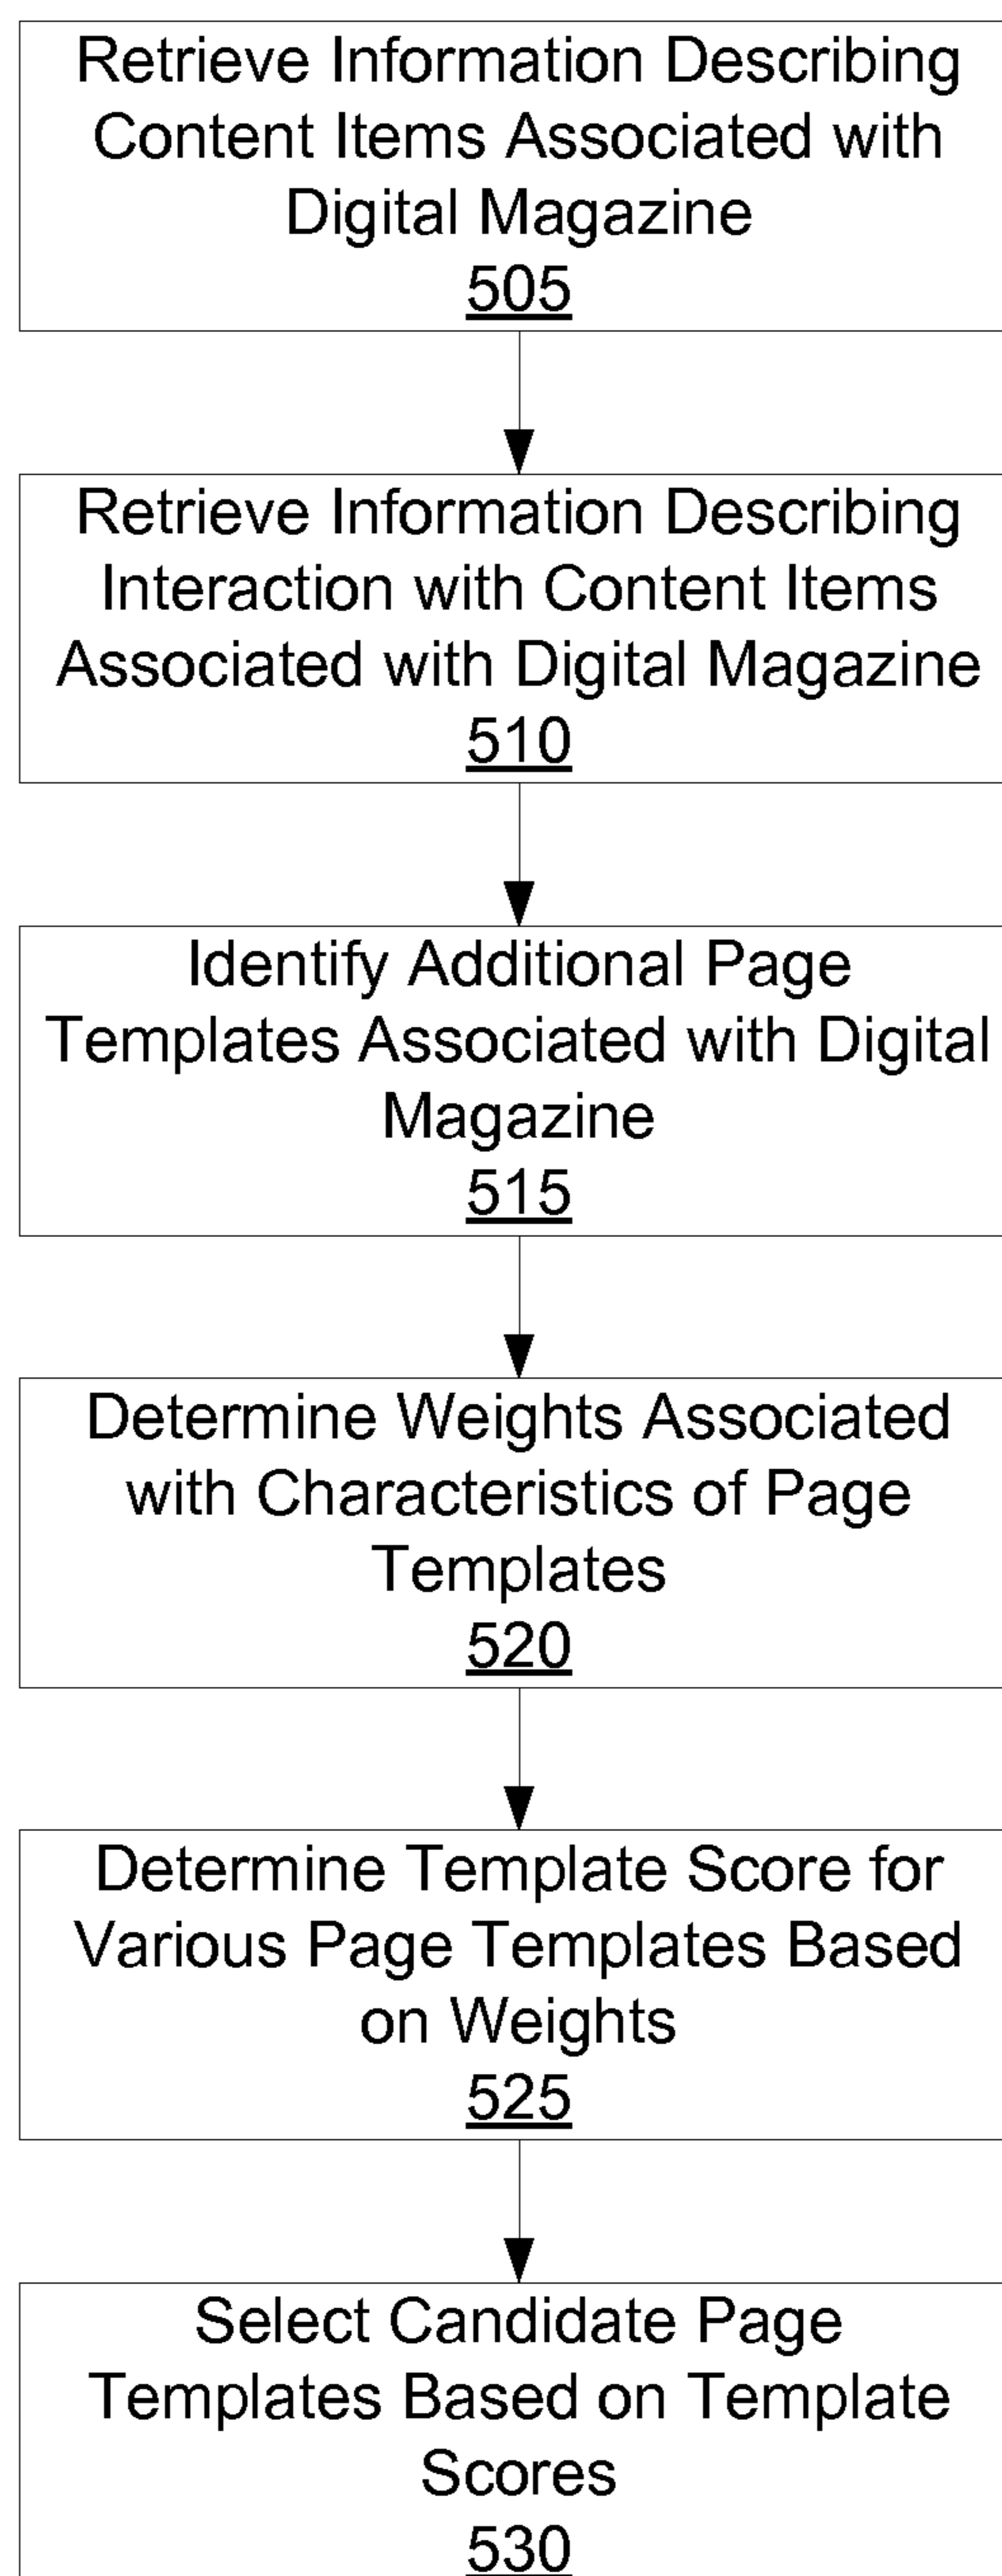 Retrieve Information Describing
Content Items Associated with
Digital Magazine
505
Retrieve Information Describing
Interaction with Content Items
Associated with Digital Magazine
510
Identify Additional Page
Templates Associated with Digital
Magazine
515
Determine Weights Associated
with Characteristics of Page
Templates
520
Determine Template Score for
Various Page Templates Based
on Weights
525
Select Candidate Page
Templates Based on Template
Scores
530